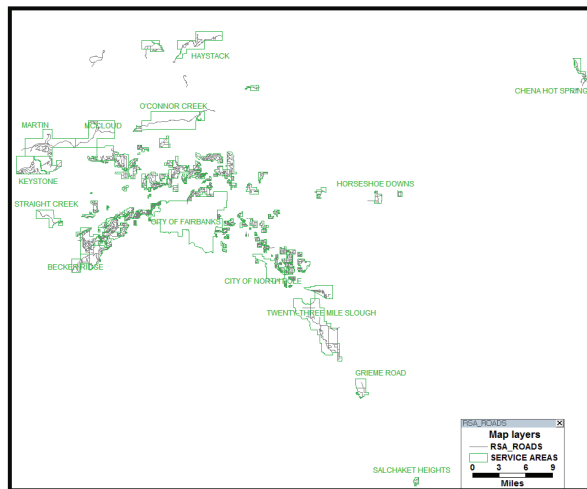 HAYSTACK
CHENA HOT SPRING
O'CONNOR CREEK
MARTIN
MCCLOUD
KEYSTONE
HORSESHOE DOWNS
STRAIGHT CREEK
CITY OF FAIRBANKS
BECKER RIDGE
CITY OF NORTH POLE
TWENTY-THREE MILE SLOUGH
GRIEME ROAD
RSA_ROADS
Map layers
RSA_ROADS
SERVICE AREAS
0 3 6 9
Miles
SALCHAKET HEIGHTS